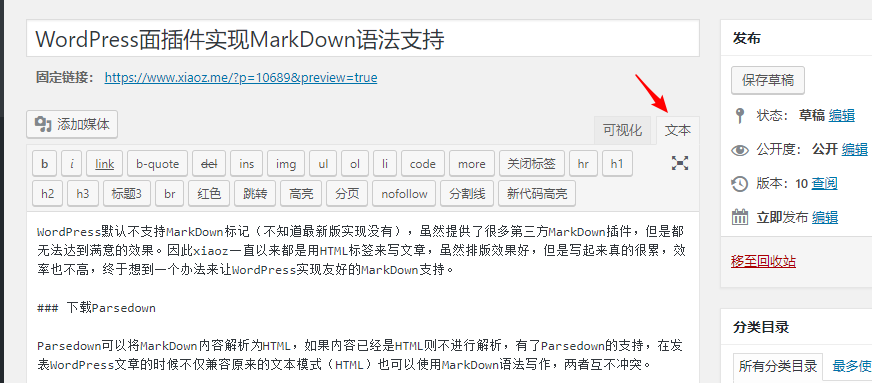 WordPress面插件实现MarkDown语法支持
固定链接： https://www.xiaoz.me/?p=10689&preview=true
添加媒体
可视化 文本
b i link b-quote del ins img ul ol li code more 关闭标签 hr h1
h2 h3 标题3 br 红色 跳转 高亮 分页 nofollow 分割线 新代码高亮
WordPress默认不支持MarkDown标记（不知道最新版实现没有），虽然提供了很多第三方MarkDown插件，但是都
无法达到满意的效果。因此xiaoz一直以来都是用HTML标签来写文章，虽然排版效果好，但是写起来真的很累，效
率也不高，终于想到一个办法来让WordPress实现友好的MarkDown支持。
### 下载Parsedown
Parsedown可以将MarkDown内容解析为HTML，如果内容已经是HTML则不进行解析，有了Parsedown的支持，在发
表WordPress文章的时候不仅兼容原来的文本模式（HTML）也可以使用MarkDown语法写作，两者互不冲突。
发布
保存草稿
状态： 草稿 编辑
公开度： 公开 编辑
版本：10 查阅
立即发布 编辑
移至回收站
分类目录
所有分类目录 最多使